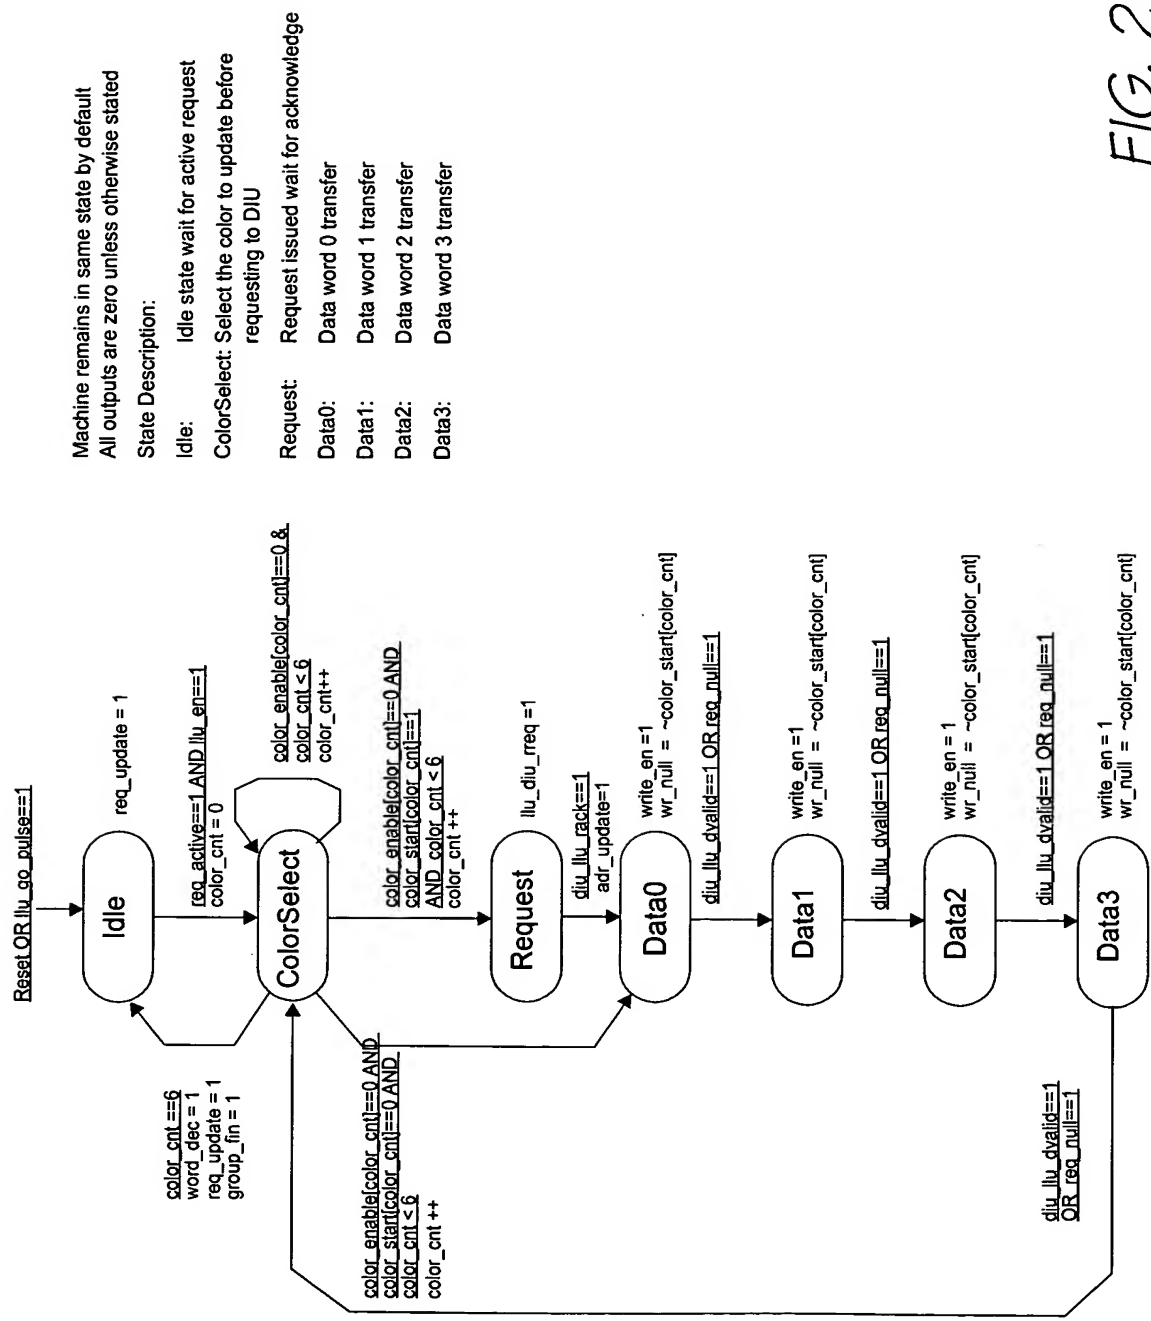 Reset OR llu_go_pulse==1
Idle
req_update = 1
req_active==1 AND llu_en==1
color_cnt = 0
color_cnt ==6
word_dec = 1
req_update = 1
group_fin = 1
ColorSelect
color_enable[color_cnt]==0 &
color_cnt < 6
color_cnt++
color_enable[color_cnt]==0 AND
color_start[color_cnt]==1
AND color_cnt < 6
color_cnt ++
color_enable[color_cnt]==0 AND
color_start[color_cnt]==0 AND
color_cnt < 6
color_cnt ++
Request
llu_diu_rreq =1
diu_llu_rack==1
adr_update=1
Data0
write_en =1
wr_null = ~color_start[color_cnt]
diu_llu_dvalid==1 OR req_null==1
Data1
write_en =1
wr_null = ~color_start[color_cnt]
diu_llu_dvalid==1 OR req_null==1
Data2
write_en = 1
wr_null = ~color_start[color_cnt]
diu_llu_dvalid==1 OR req_null==1
Data3
write_en = 1
wr_null = ~color_start[color_cnt]
diu_llu_dvalid==1
OR req_null==1
Machine remains in same state by default
All outputs are zero unless otherwise stated
State Description:
Idle: Idle state wait for active request
ColorSelect: Select the color to update before
requesting to DIU
Request: Request issued wait for acknowledge
Data0: Data word 0 transfer
Data1: Data word 1 transfer
Data2: Data word 2 transfer
Data3: Data word 3 transfer
FIG. 2